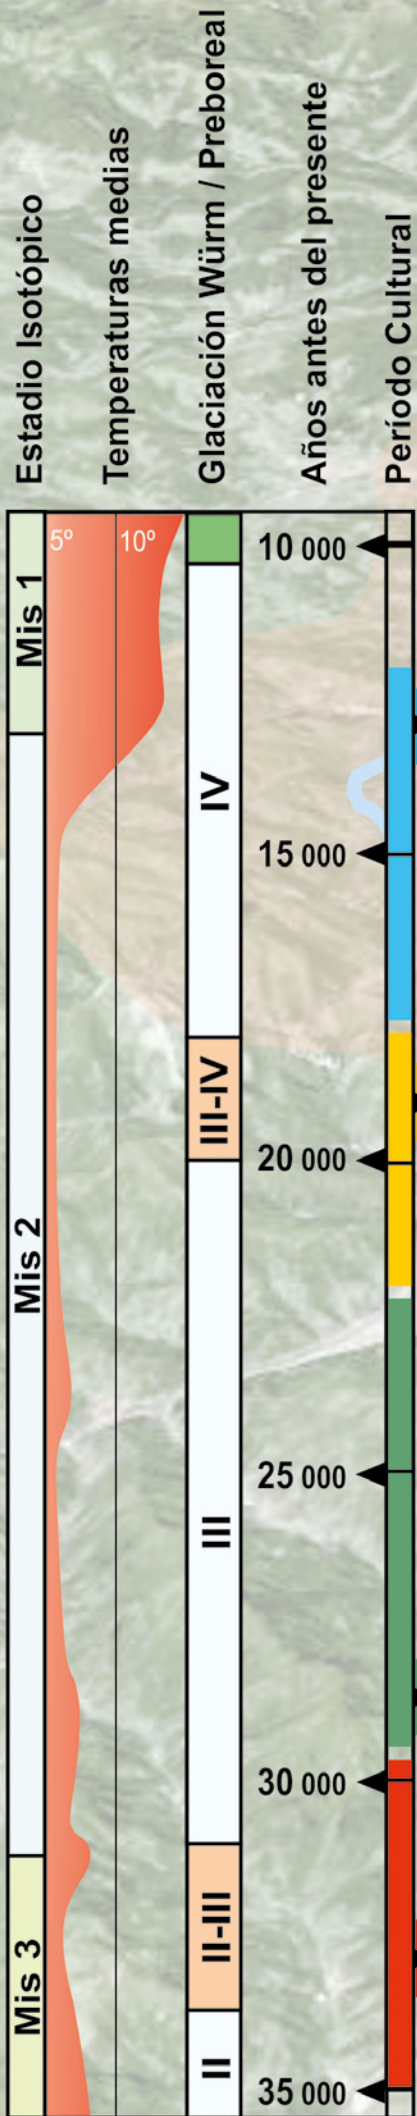 Estadio Isotópico
Temperaturas medias
Glaciación Würm / Preboreal
Años antes del presente
Período Cultural
Mis 1
Mis 2
Mis 3
5º
10º
IV
III-IV
III
II-III
II
10 000
15 000
20 000
25 000
30 000
35 000